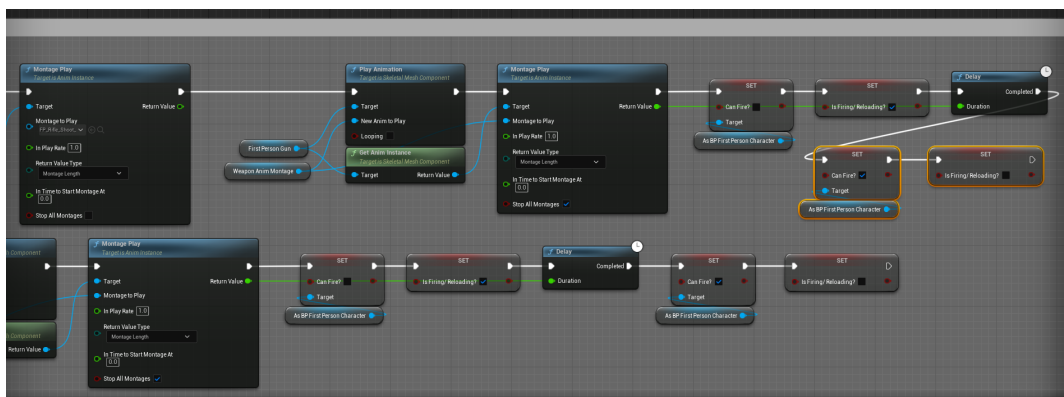 Montage Play
Target is Anim Instance
Target
Return Value
Montage to Play
FP_Rifle_Shoot_
In Play Rate 1.0
Return Value Type
Montage Length
In Time to Start Montage At
0.0
Stop All Montages
First Person Gun
Weapon Anim Montage
Play Animation
Target is Skeletal Mesh Component
Target
New Anim to Play
Looping
Get Anim Instance
Target is Skeletal Mesh Component
Target
Return Value
Montage Play
Target is Anim Instance
Target
Return Value
Montage to Play
In Play Rate 1.0
Return Value Type
Montage Length
In Time to Start Montage At
0.0
Stop All Montages
SET
Can Fire?
Target
As BP First Person Character
SET
Is Firing/ Reloading?
Delay
Completed
Duration
SET
Can Fire?
Target
As BP First Person Character
SET
Is Firing/ Reloading?
Component
Component
Return Value
Montage Play
Target is Anim Instance
Target
Return Value
Montage to Play
In Play Rate 1.0
Return Value Type
Montage Length
In Time to Start Montage At
0.0
Stop All Montages
SET
Can Fire?
Target
As BP First Person Character
SET
Is Firing/ Reloading?
Delay
Completed
Duration
SET
Can Fire?
Target
As BP First Person Character
SET
Is Firing/ Reloading?